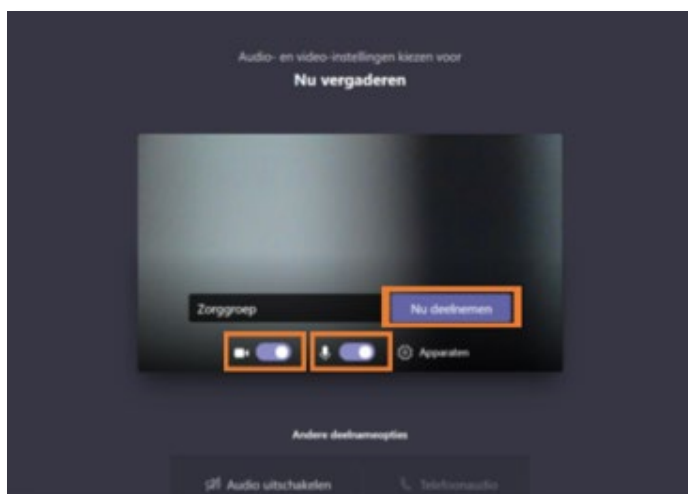 Audio- en video-instellingen kiezen voor
Nu vergaderen
Zorggroep
Nu deelnemen
Apparaten
Andere deelnameopties
Audio uitschakelen
Telefoonaudio